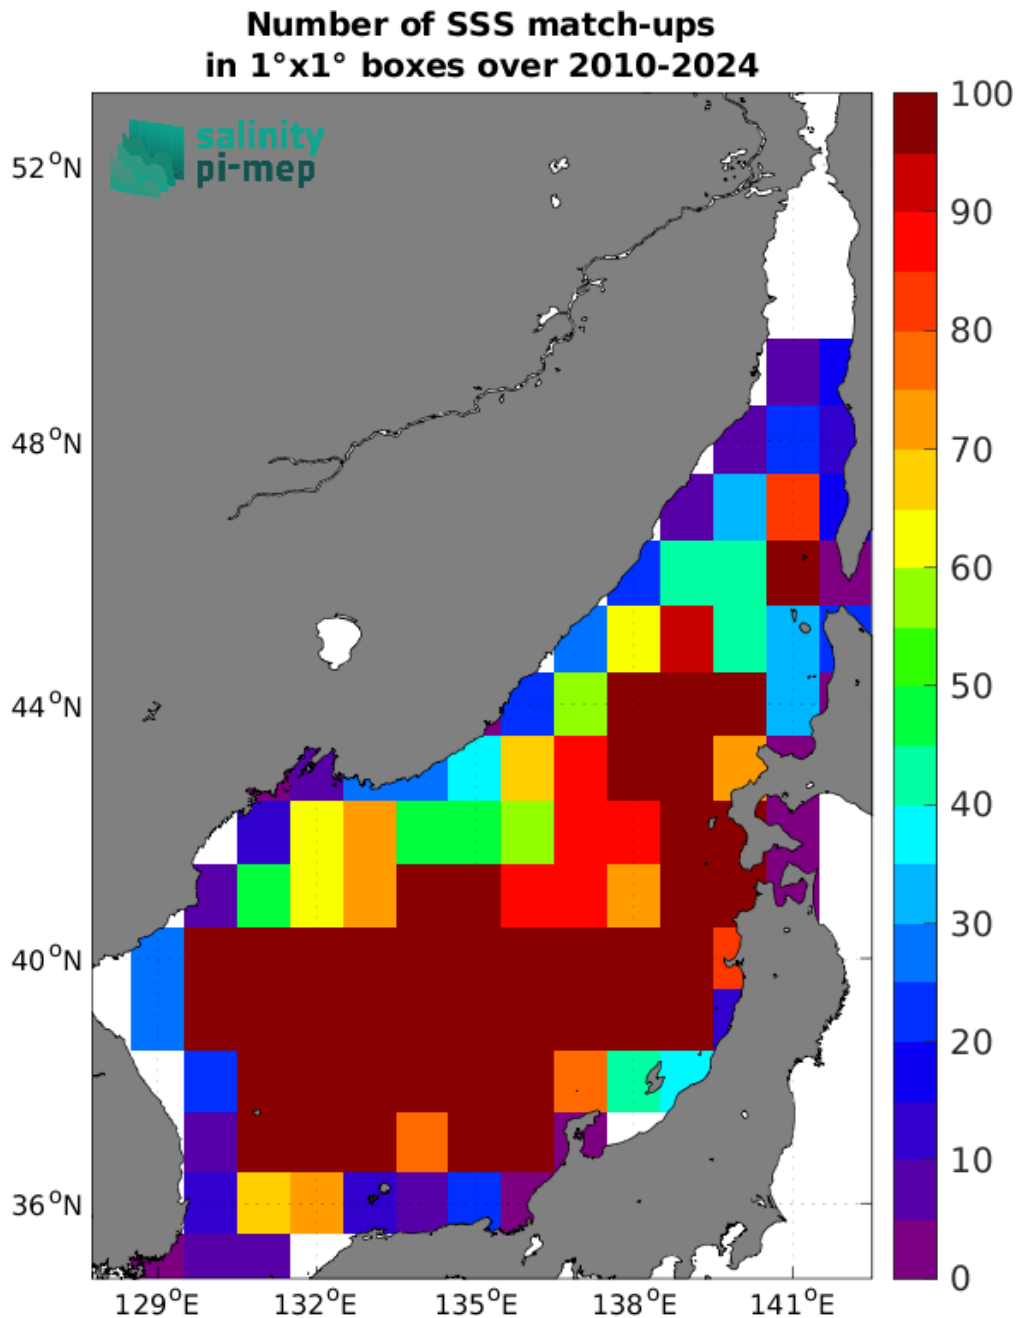 Number of SSS match-ups
in 1°x1° boxes over 2010-2024
salinity
pi-mep
52°N
48°N
44°N
40°N
36°N
129°E
132°E
135°E
138°E
141°E
100
90
80
70
60
50
40
30
20
10
0